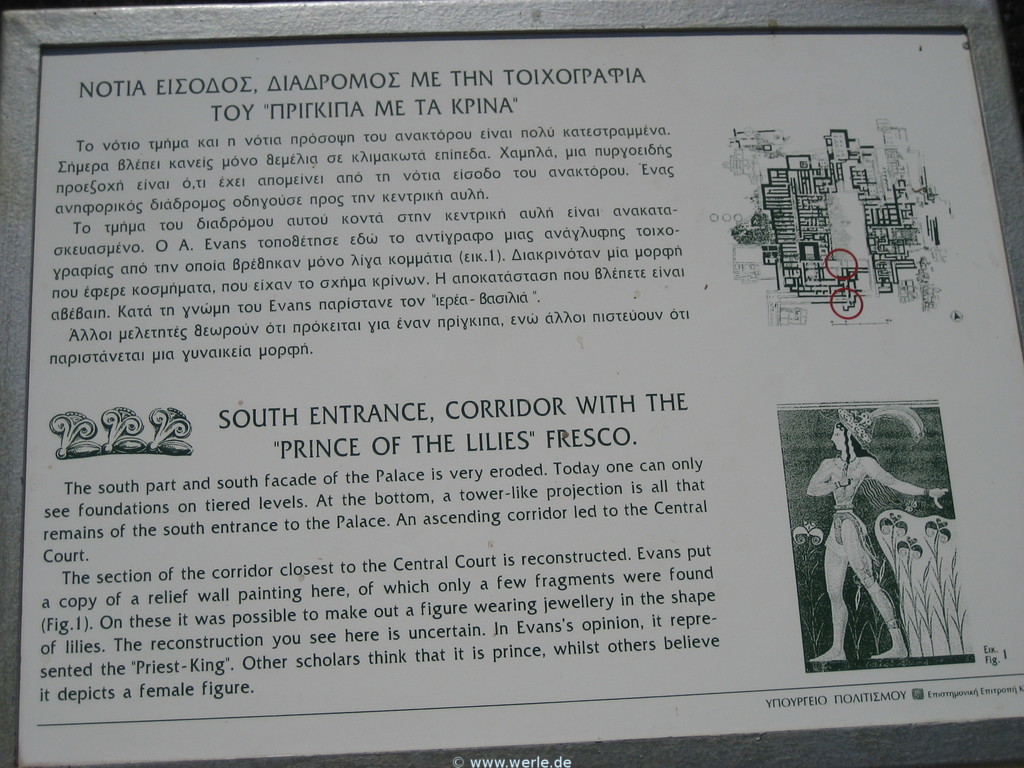 ΝΟΤΙΑ ΕΙΣΟΔΟΣ, ΔΙΑΔΡΟΜΟΣ ΜΕ ΤΗΝ ΤΟΙΧΟΓΡΑΦΙΑ
ΤΟΥ "ΠΡΙΓΚΙΠΑ ΜΕ ΤΑ ΚΡΙΝΑ"
Το νότιο τμήμα και η νότια πρόσοψη του ανακτόρου είναι πολύ κατεστραμμένα.
Σήμερα βλέπει κανείς μόνο θεμέλια σε κλιμακωτά επίπεδα. Χαμηλά, μια πυργοειδής
προεξοχή είναι ό,τι έχει απομείνει από τη νότια είσοδο του ανακτόρου. Ένας
ανηφορικός διάδρομος οδηγούσε προς την κεντρική αυλή.
Το τμήμα του διαδρόμου αυτού κοντά στην κεντρική αυλή είναι ανακατα-
σκευασμένο. Ο Α. Evans τοποθέτησε εδώ το αντίγραφο μιας ανάγλυφης τοιχο-
γραφίας από την οποία βρέθηκαν μόνο λίγα κομμάτια (εικ.1). Διακρινόταν μία μορφή
που έφερε κοσμήματα, που είχαν το σχήμα κρίνων. Η αποκατάσταση που βλέπετε είναι
αβέβαιη. Κατά τη γνώμη του Evans παρίστανε τον "ιερέα - βασιλιά ".
Άλλοι μελετητές θεωρούν ότι πρόκειται για έναν πρίγκιπα, ενώ άλλοι πιστεύουν ότι
παριστάνεται μια γυναικεία μορφή.
SOUTH ENTRANCE, CORRIDOR WITH THE
"PRINCE OF THE LILIES" FRESCO.
The south part and south facade of the Palace is very eroded. Today one can only
see foundations on tiered levels. At the bottom, a tower-like projection is all that
remains of the south entrance to the Palace. An ascending corridor led to the Central
Court.
The section of the corridor closest to the Central Court is reconstructed. Evans put
a copy of a relief wall painting here, of which only a few fragments were found
(Fig.1). On these it was possible to make out a figure wearing jewellery in the shape
of lilies. The reconstruction you see here is uncertain. In Evans's opinion, it repre-
sented the "Priest-King". Other scholars think that it is prince, whilst others believe
it depicts a female figure.
Εικ.
Fig. 1
ΥΠΟΥΡΓΕΙΟ ΠΟΛΙΤΙΣΜΟΥ Επιστημονική Επιτροπή Κ
© www.werle.de